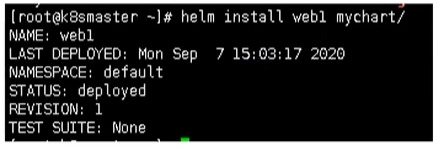 [root@k8smaster ~]# helm install web1 mychart/
NAME: web1
LAST DEPLOYED: Mon Sep  7 15:03:17 2020
NAMESPACE: default
STATUS: deployed
REVISION: 1
TEST SUITE: None